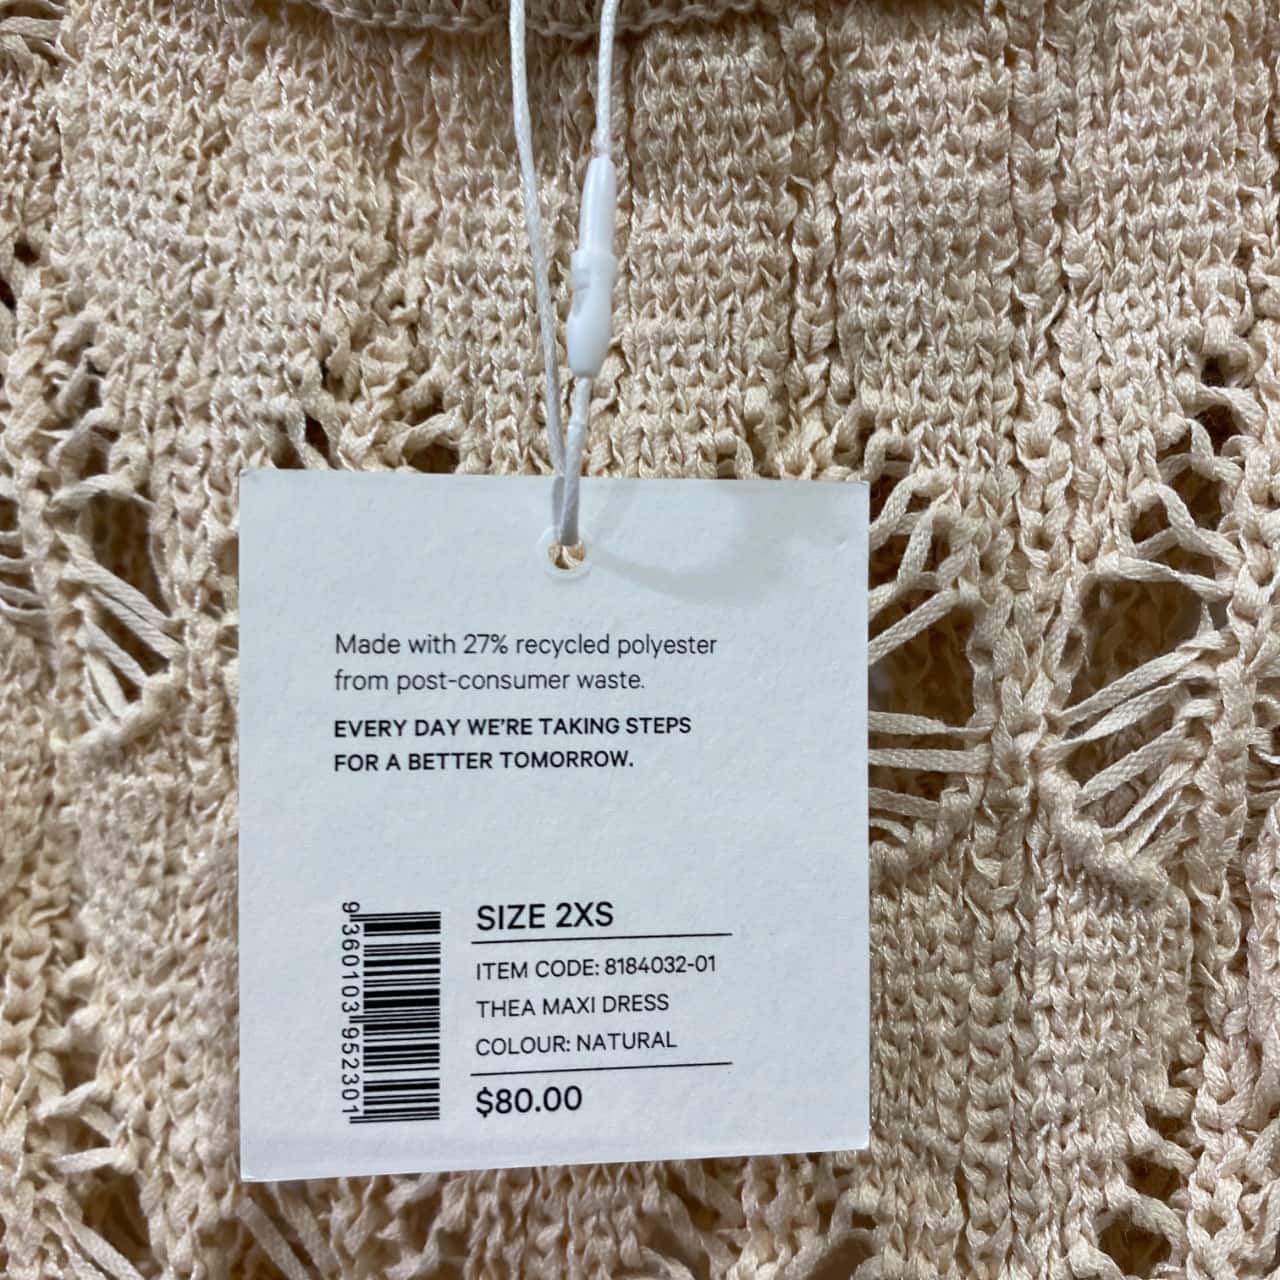 Made with 27% recycled polyester
from post-consumer waste.
EVERY DAY WE'RE TAKING STEPS
FOR A BETTER TOMORROW.
9 360103 952301
SIZE 2XS
ITEM CODE: 8184032-01
THEA MAXI DRESS
COLOUR: NATURAL
$80.00